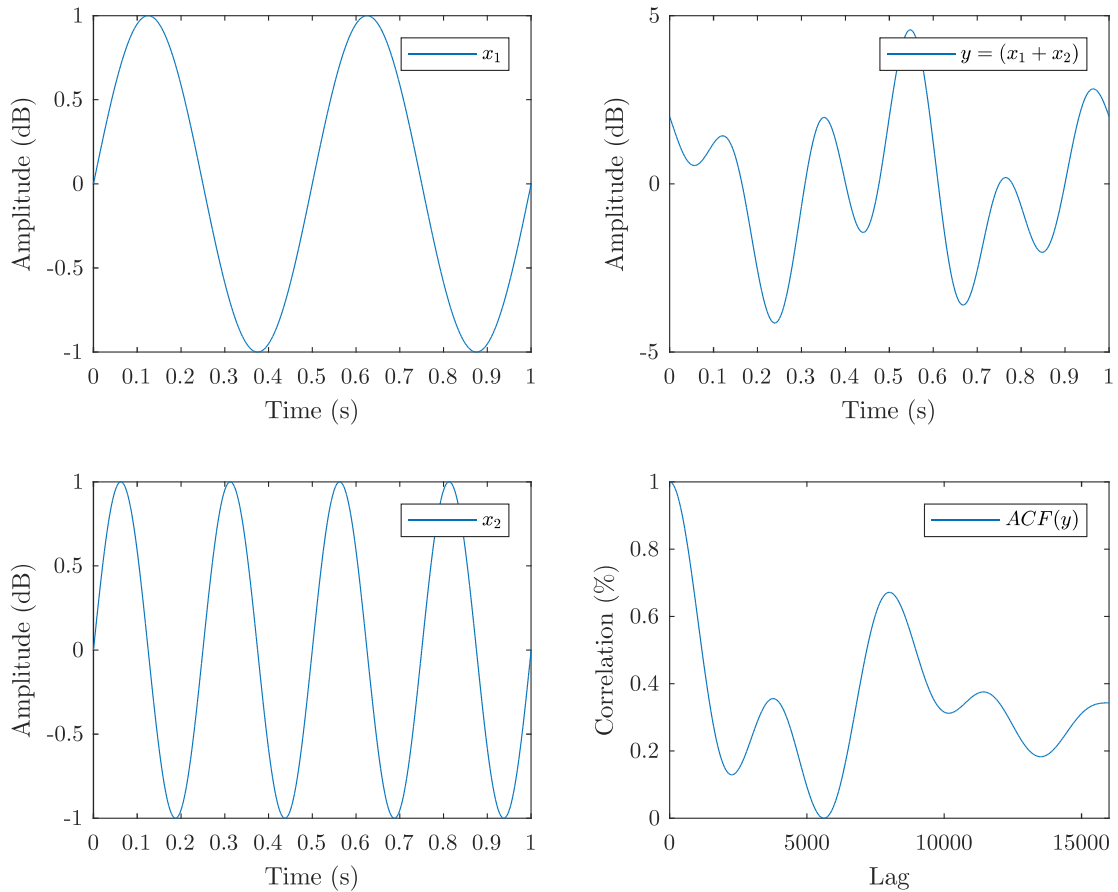 1
0.5
0
-0.5
-1
Amplitude (dB)
x₁
0 0.1 0.2 0.3 0.4 0.5 0.6 0.7 0.8 0.9 1
Time (s)
5
0
-5
Amplitude (dB)
y = (x₁ + x₂)
0 0.1 0.2 0.3 0.4 0.5 0.6 0.7 0.8 0.9 1
Time (s)
1
0.5
0
-0.5
-1
Amplitude (dB)
x₂
0 0.1 0.2 0.3 0.4 0.5 0.6 0.7 0.8 0.9 1
Time (s)
1
0.8
0.6
0.4
0.2
0
Correlation (%)
ACF(y)
0 5000 10000 15000
Lag